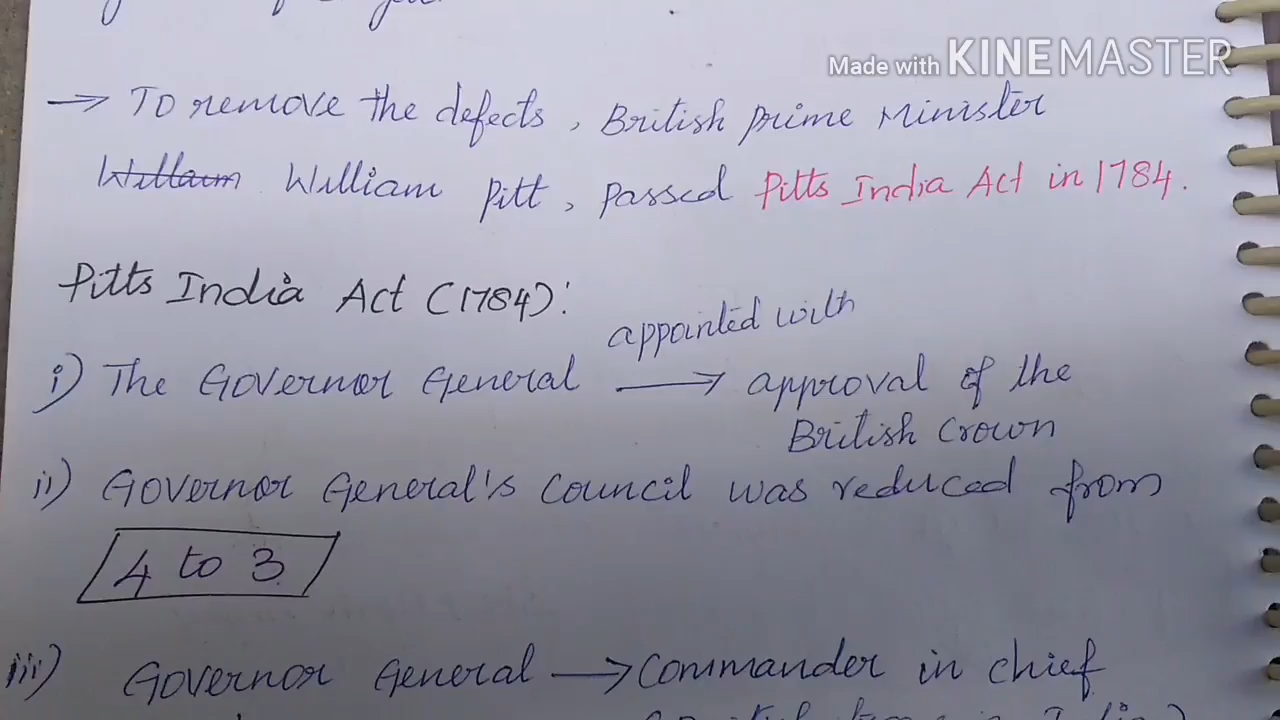 Made with KINEMASTER
→ To remove the defects, British prime Minister
William Pitt, passed Pitts India Act in 1784.
Pitts India Act (1784):
appointed with
i) The Governor General → approval of the
British Crown
ii) Governor General's Council was reduced from
4 to 3
iii) Governor General → Commander in chief